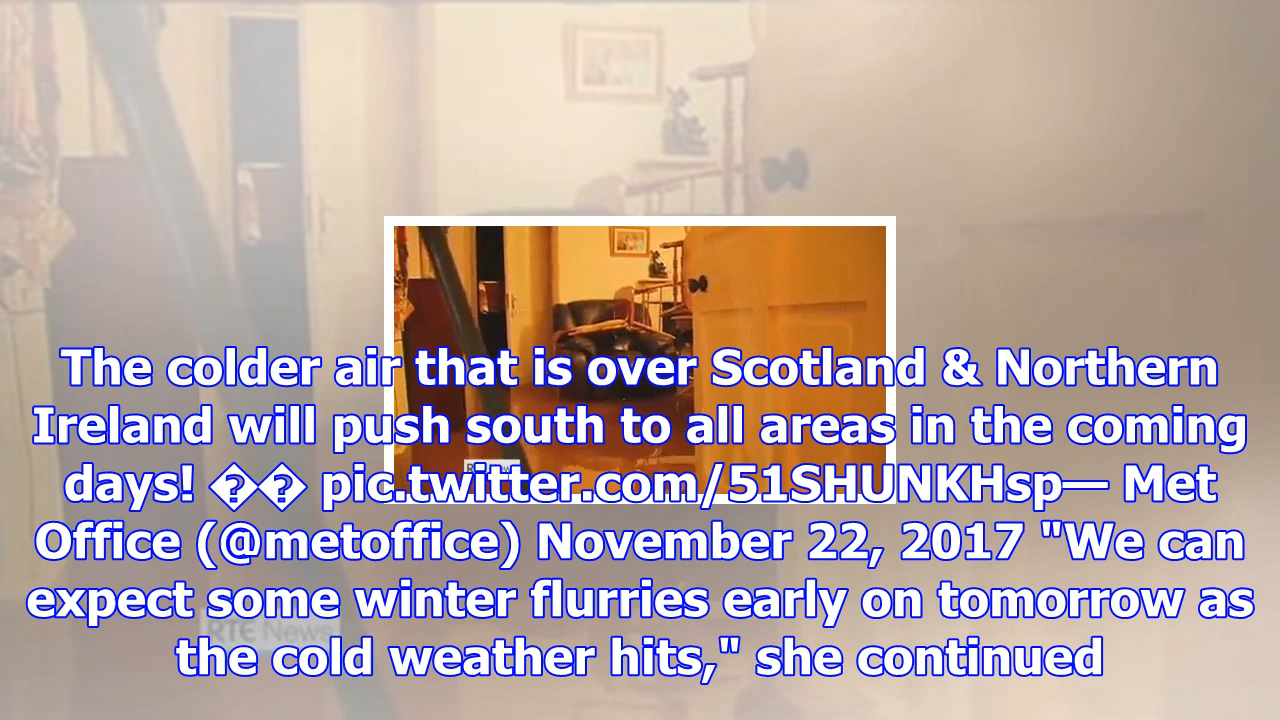 The colder air that is over Scotland & Northern
Ireland will push south to all areas in the coming
days! �� pic.twitter.com/51SHUNKHsp— Met
Office (@metoffice) November 22, 2017 "We can
expect some winter flurries early on tomorrow as
the cold weather hits," she continued
RTÉ News